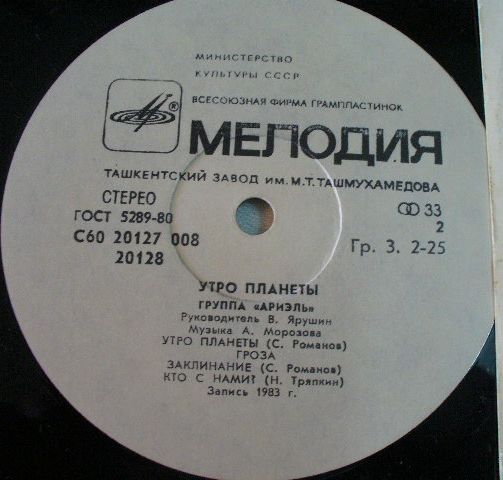 МИНИСТЕРСТВО
КУЛЬТУРЫ СССР
ВСЕСОЮЗНАЯ ФИРМА ГРАМПЛАСТИНОК
® МЕЛОДИЯ
ТАШКЕНТСКИЙ ЗАВОД ИМ. М.Т. ТАШМУХАМЕДОВА
СТЕРЕО
ГОСТ 5289-80
С60 20127 008
20128
33
2
Гр. 3. 2-25
УТРО ПЛАНЕТЫ
ГРУППА «АРИЭЛЬ»
Руководитель В. Ярушин
Музыка А. Морозова
УТРО ПЛАНЕТЫ (С. Романов)
ГРОЗА
ЗАКЛИНАНИЕ (С. Романов)
КТО С НАМИ? (Н. Тряпкин)
Запись 1983 г.